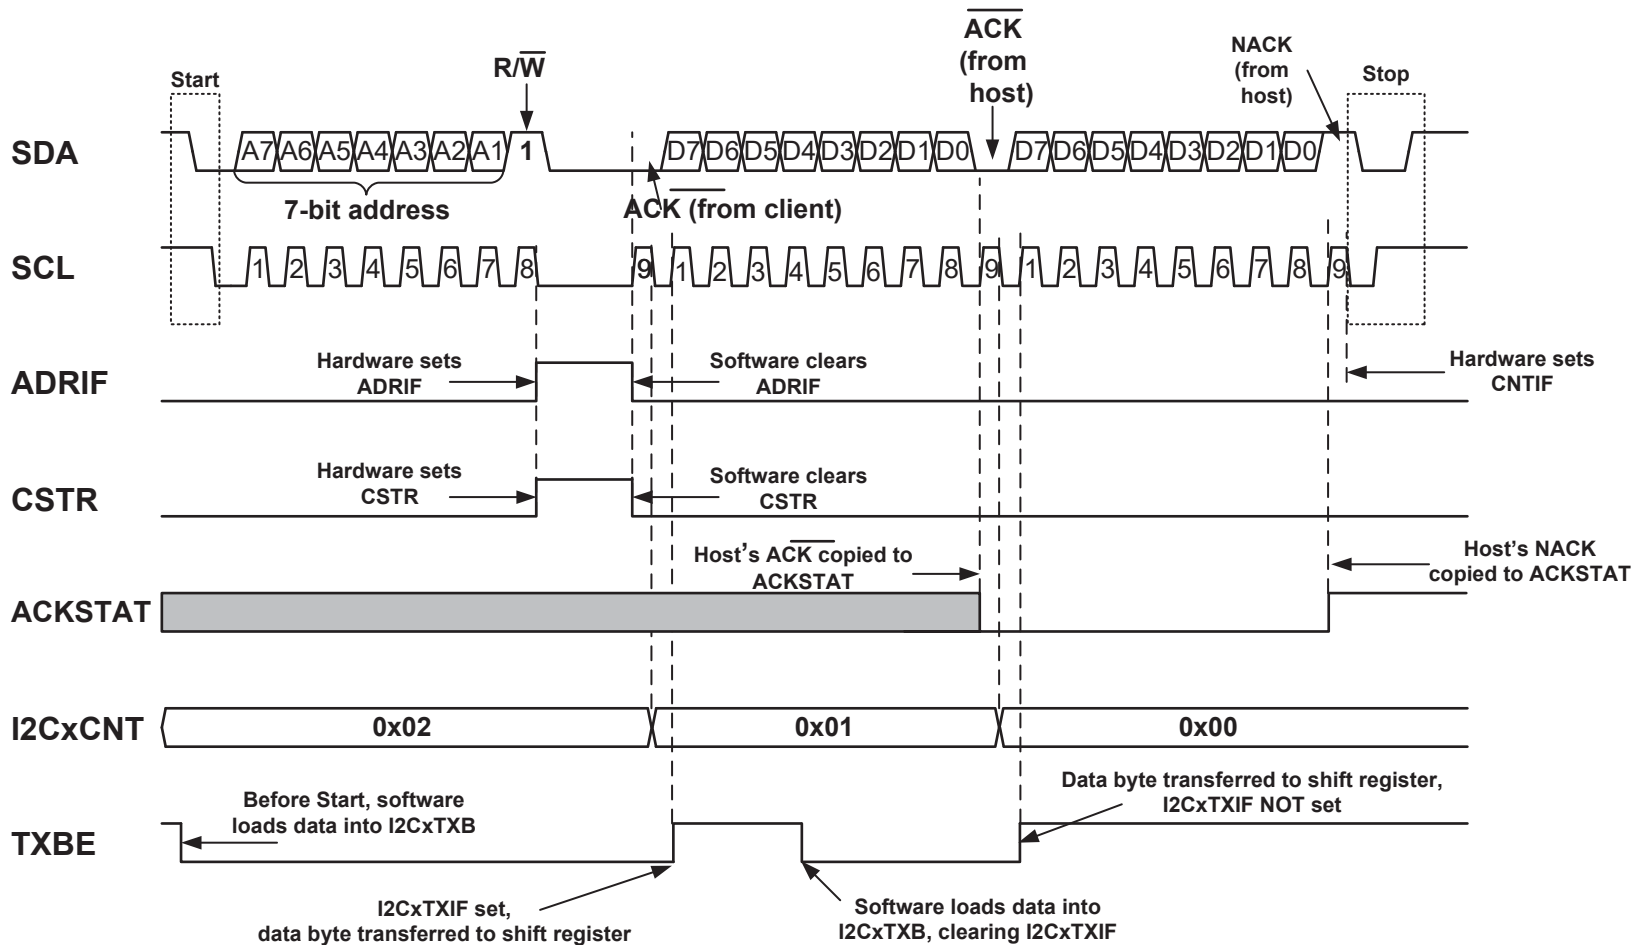 ACK
(from
host)
NACK
(from
host)
Start
R/W
Stop
SDA
A7 A6 A5 A4 A3 A2 A1 1 D7 D6 D5 D4 D3 D2 D1 D0 D7 D6 D5 D4 D3 D2 D1 D0
7-bit address
ACK (from client)
SCL
1 2 3 4 5 6 7 8 9 1 2 3 4 5 6 7 8 9 1 2 3 4 5 6 7 8 9
ADRIF
Hardware sets
ADRIF
Software clears
ADRIF
Hardware sets
CNTIF
CSTR
Hardware sets
CSTR
Software clears
CSTR
Host's ACK copied to
ACKSTAT
Host's NACK
copied to ACKSTAT
ACKSTAT
I2CxCNT
0x02 0x01 0x00
TXBE
Before Start, software
loads data into I2CxTXB
Data byte transferred to shift register,
I2CxTXIF NOT set
I2CxTXIF set,
data byte transferred to shift register
Software loads data into
I2CxTXB, clearing I2CxTXIF